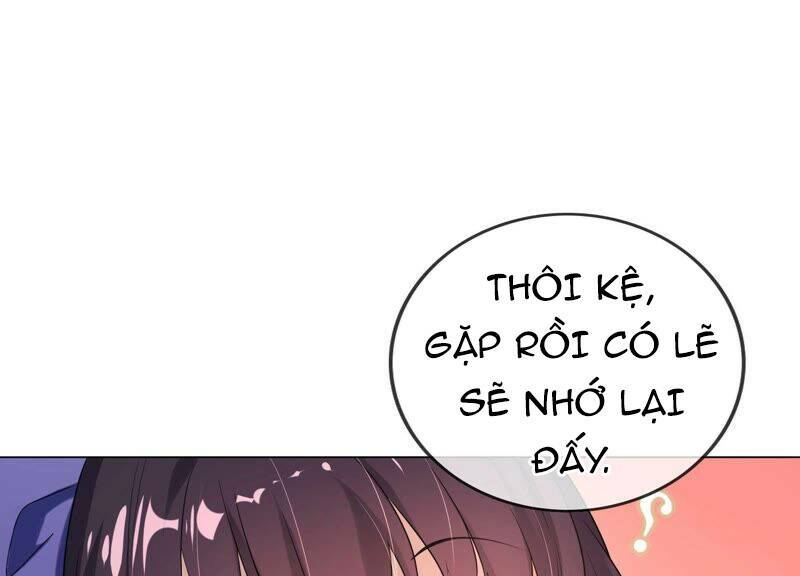 THÔI KỆ,
GẶP RỒI CÓ LẼ
SẼ NHỚ LẠI
ĐẤY.
?